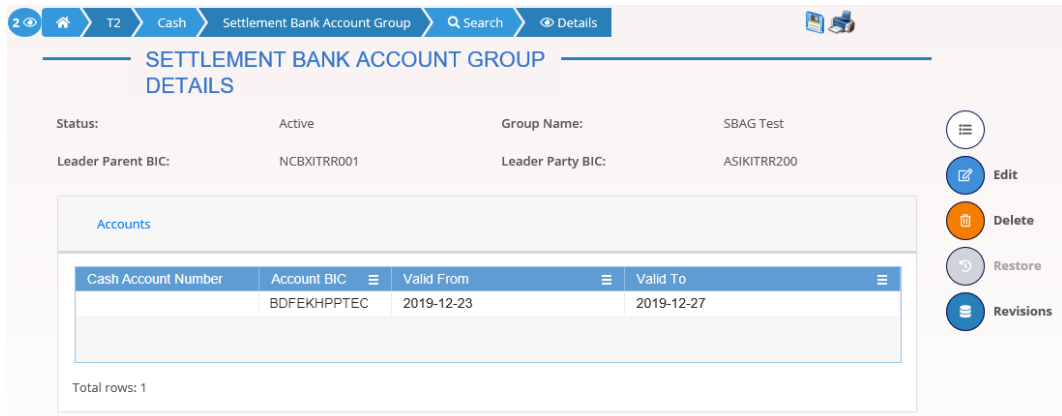 2 T2 Cash Settlement Bank Account Group Search Details
SETTLEMENT BANK ACCOUNT GROUP
DETAILS
Status: Active Group Name: SBAG Test
Leader Parent BIC: NCBXITRR001 Leader Party BIC: ASIKITRR200
Edit
Delete
Restore
Revisions
Accounts
Cash Account Number Account BIC Valid From Valid To
BDFEKHPPTEC 2019-12-23 2019-12-27
Total rows: 1